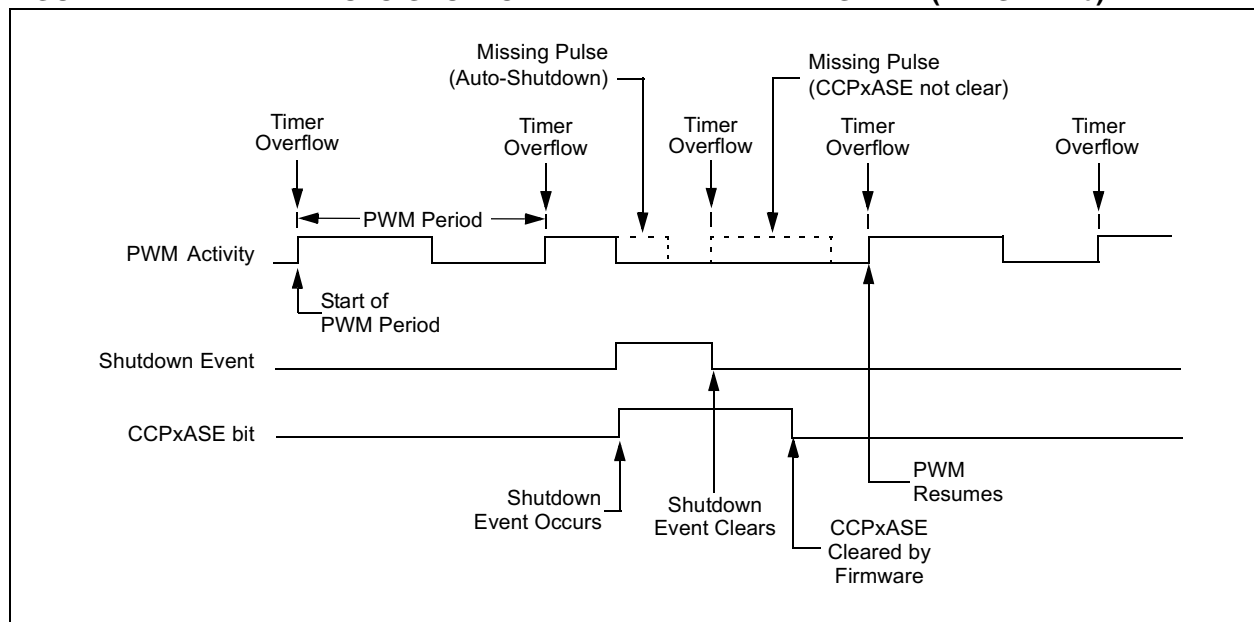 Missing Pulse
(Auto-Shutdown)
Missing Pulse
(CCPxASE not clear)
Timer
Overflow
Timer
Overflow
Timer
Overflow
Timer
Overflow
Timer
Overflow
PWM Period
PWM Activity
Start of
PWM Period
Shutdown Event
CCPxASE bit
Shutdown
Event Occurs
Shutdown
Event Clears
PWM
Resumes
CCPxASE
Cleared by
Firmware